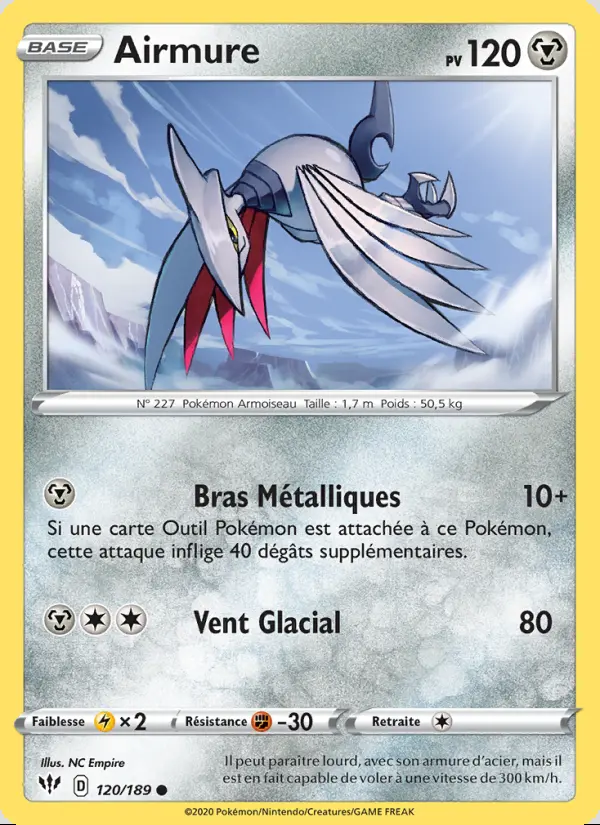 BASE Airmure PV 120
N° 227 Pokémon Armoiseau Taille : 1,7 m Poids : 50,5 kg
Bras Métalliques 10+
Si une carte Outil Pokémon est attachée à ce Pokémon,
cette attaque inflige 40 dégâts supplémentaires.
Vent Glacial 80
Faiblesse ×2 Résistance -30 Retraite
Illus. NC Empire
Il peut paraître lourd, avec son armure d'acier, mais il
est en fait capable de voler à une vitesse de 300 km/h.
D 120/189
©2020 Pokémon/Nintendo/Creatures/GAME FREAK